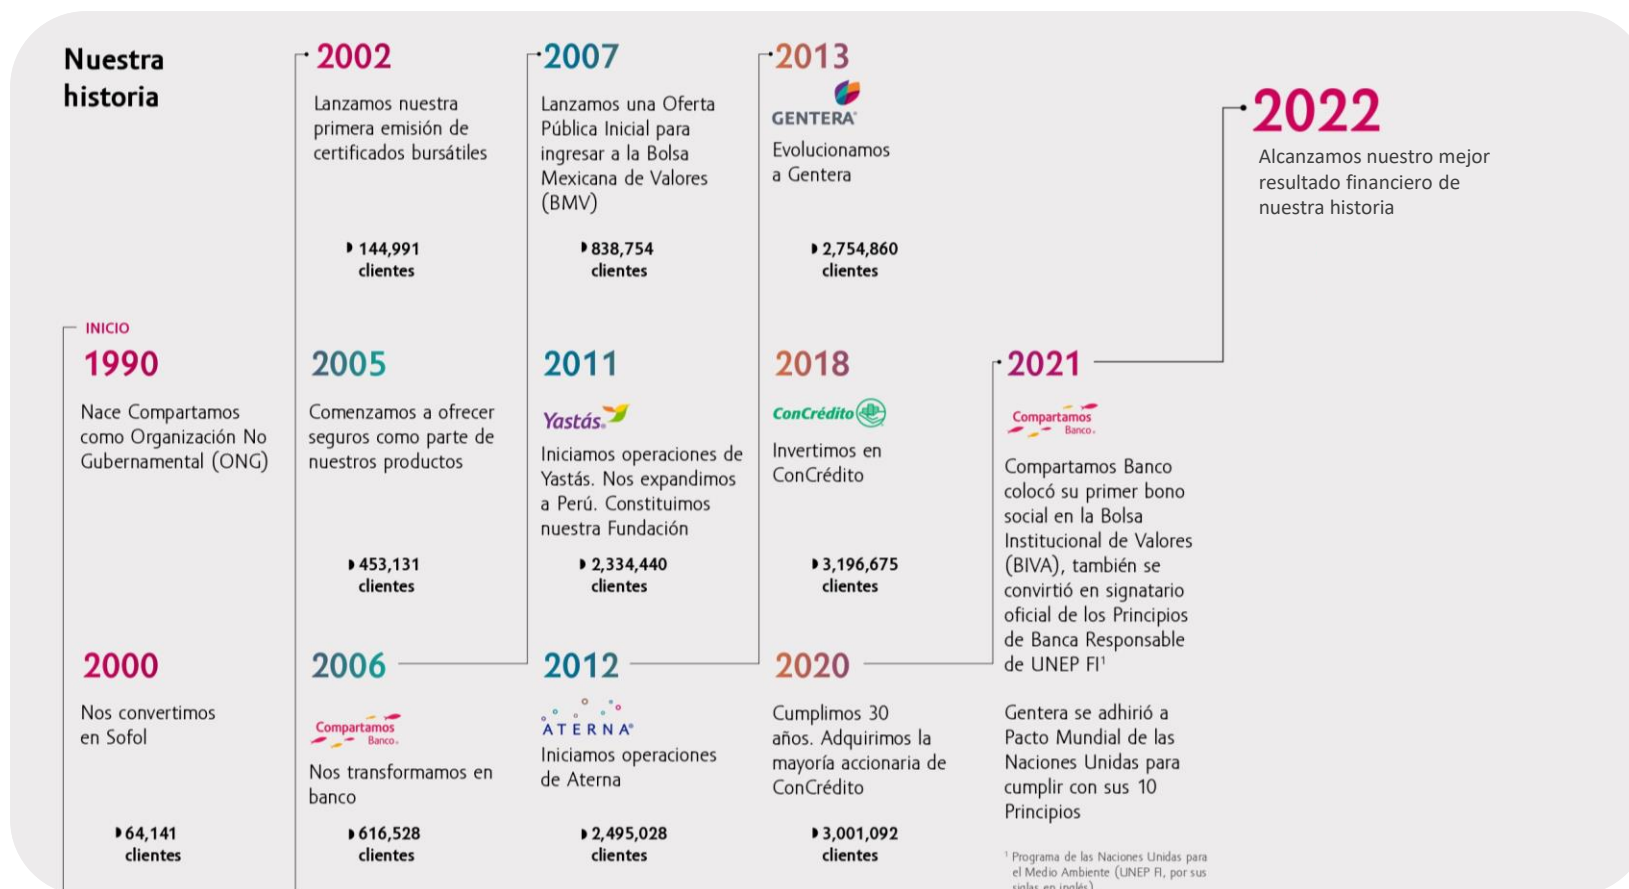 Nuestra
historia
INICIO
1990
Nace Compartamos
como Organización No
Gubernamental (ONG)
2000
Nos convertimos
en Sofol
64,141
clientes
2002
Lanzamos nuestra
primera emisión de
certificados bursátiles
144,991
clientes
2005
Comenzamos a ofrecer
seguros como parte de
nuestros productos
453,131
clientes
2006
Compartamos
Banco.
Nos transformamos en
banco
616,528
clientes
2007
Lanzamos una Oferta
Pública Inicial para
ingresar a la Bolsa
Mexicana de Valores
(BMV)
838,754
clientes
2011
Yastás.
Iniciamos operaciones de
Yastás. Nos expandimos
a Perú. Constituimos
nuestra Fundación
2,334,440
clientes
2012
ATERNA®
Iniciamos operaciones
de Aterna
2,495,028
clientes
2013
GENTERA®
Evolucionamos
a Gentera
2,754,860
clientes
2018
ConCrédito
Invertimos en
ConCrédito
3,196,675
clientes
2020
Cumplimos 30
años. Adquirimos la
mayoría accionaria de
ConCrédito
3,001,092
clientes
2021
Compartamos
Banco.
Compartamos Banco
colocó su primer bono
social en la Bolsa
Institucional de Valores
(BIVA), también se
convirtió en signatario
oficial de los Principios
de Banca Responsable
de UNEP FI¹
Gentera se adhirió a
Pacto Mundial de las
Naciones Unidas para
cumplir con sus 10
Principios
¹ Programa de las Naciones Unidas para
el Medio Ambiente (UNEP FI, por sus
siglas en inglés)
2022
Alcanzamos nuestro mejor
resultado financiero de
nuestra historia